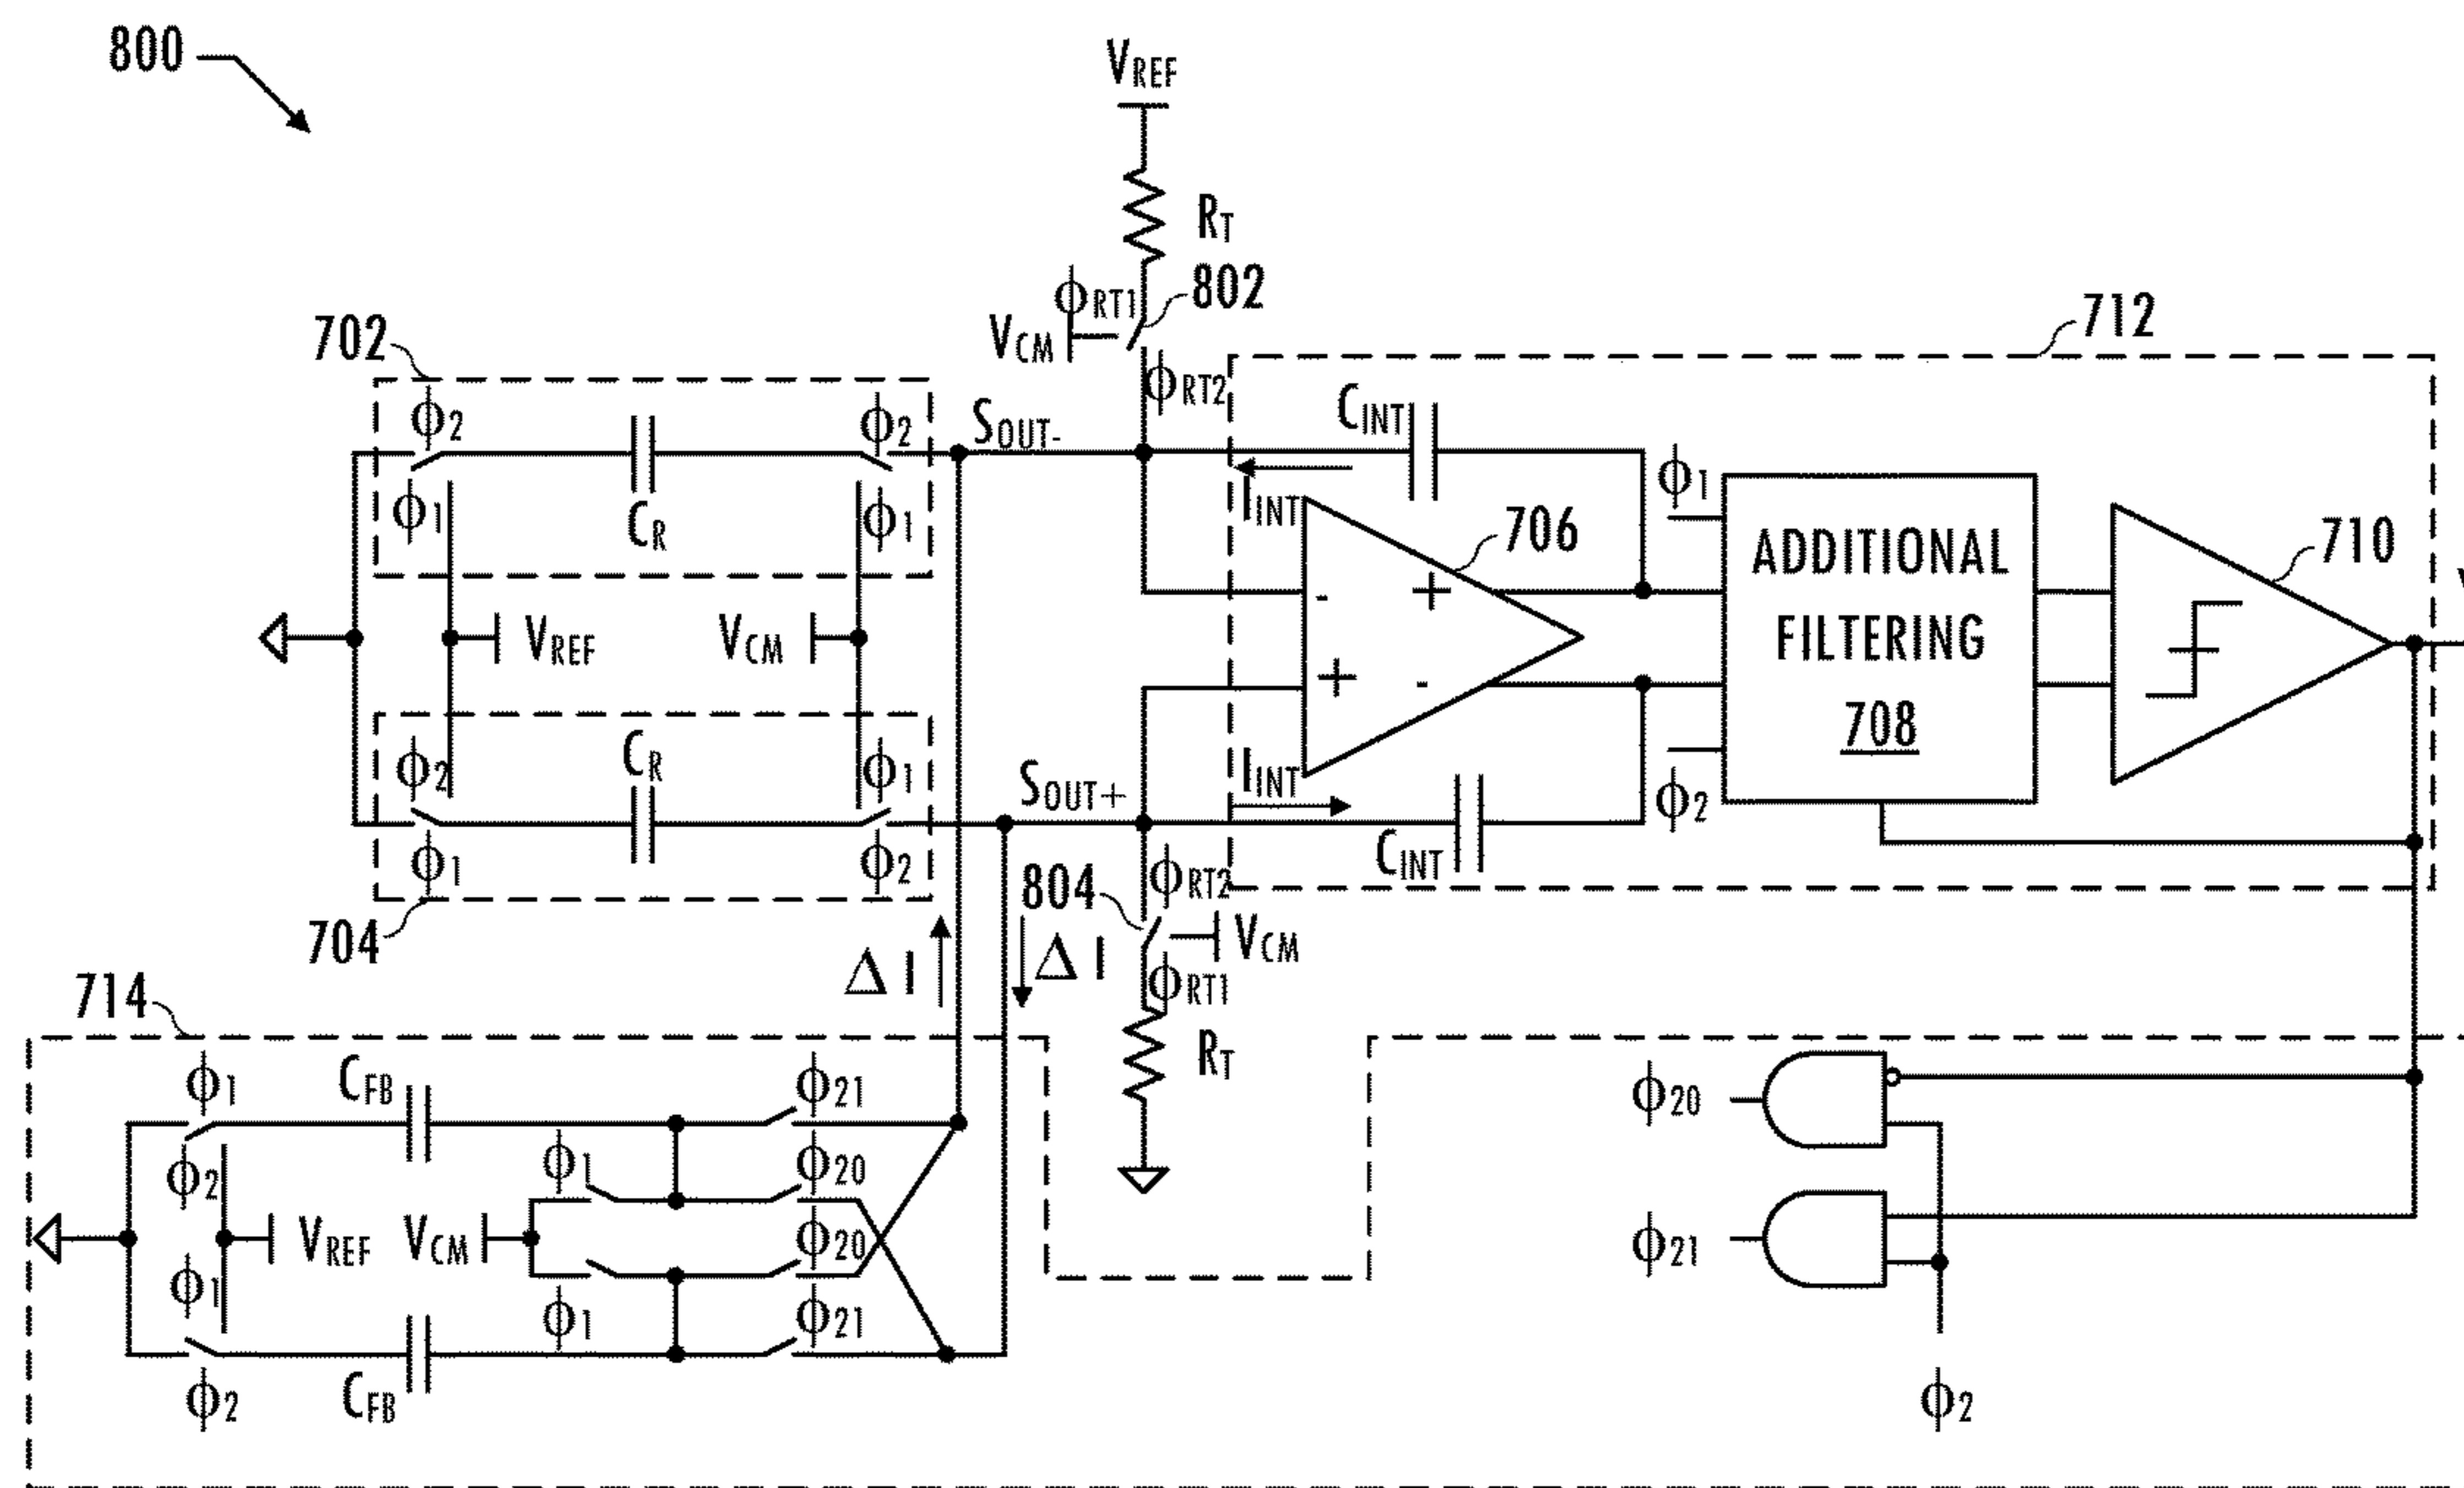 800
VREF
RT
ϕRT1
802
VCM
ϕRT2
712
702
ϕ2
ϕ2
SOUT-
CINT
ϕ1
ϕ1
CR
ϕ1
IINT
706
ADDITIONAL
FILTERING
708
710
- +
+ -
VREF
VCM
ϕ2
CR
ϕ1
SOUT+
IINT
ϕ2
ϕ1
ϕ2
CINT
704
804
ϕRT2
VCM
ΔI
ΔI
ϕRT1
714
RT
ϕ1
CFB
ϕ21
ϕ20
ϕ2
ϕ1
ϕ20
VREF
VCM
ϕ20
ϕ21
ϕ1
ϕ1
ϕ21
ϕ2
CFB
ϕ2